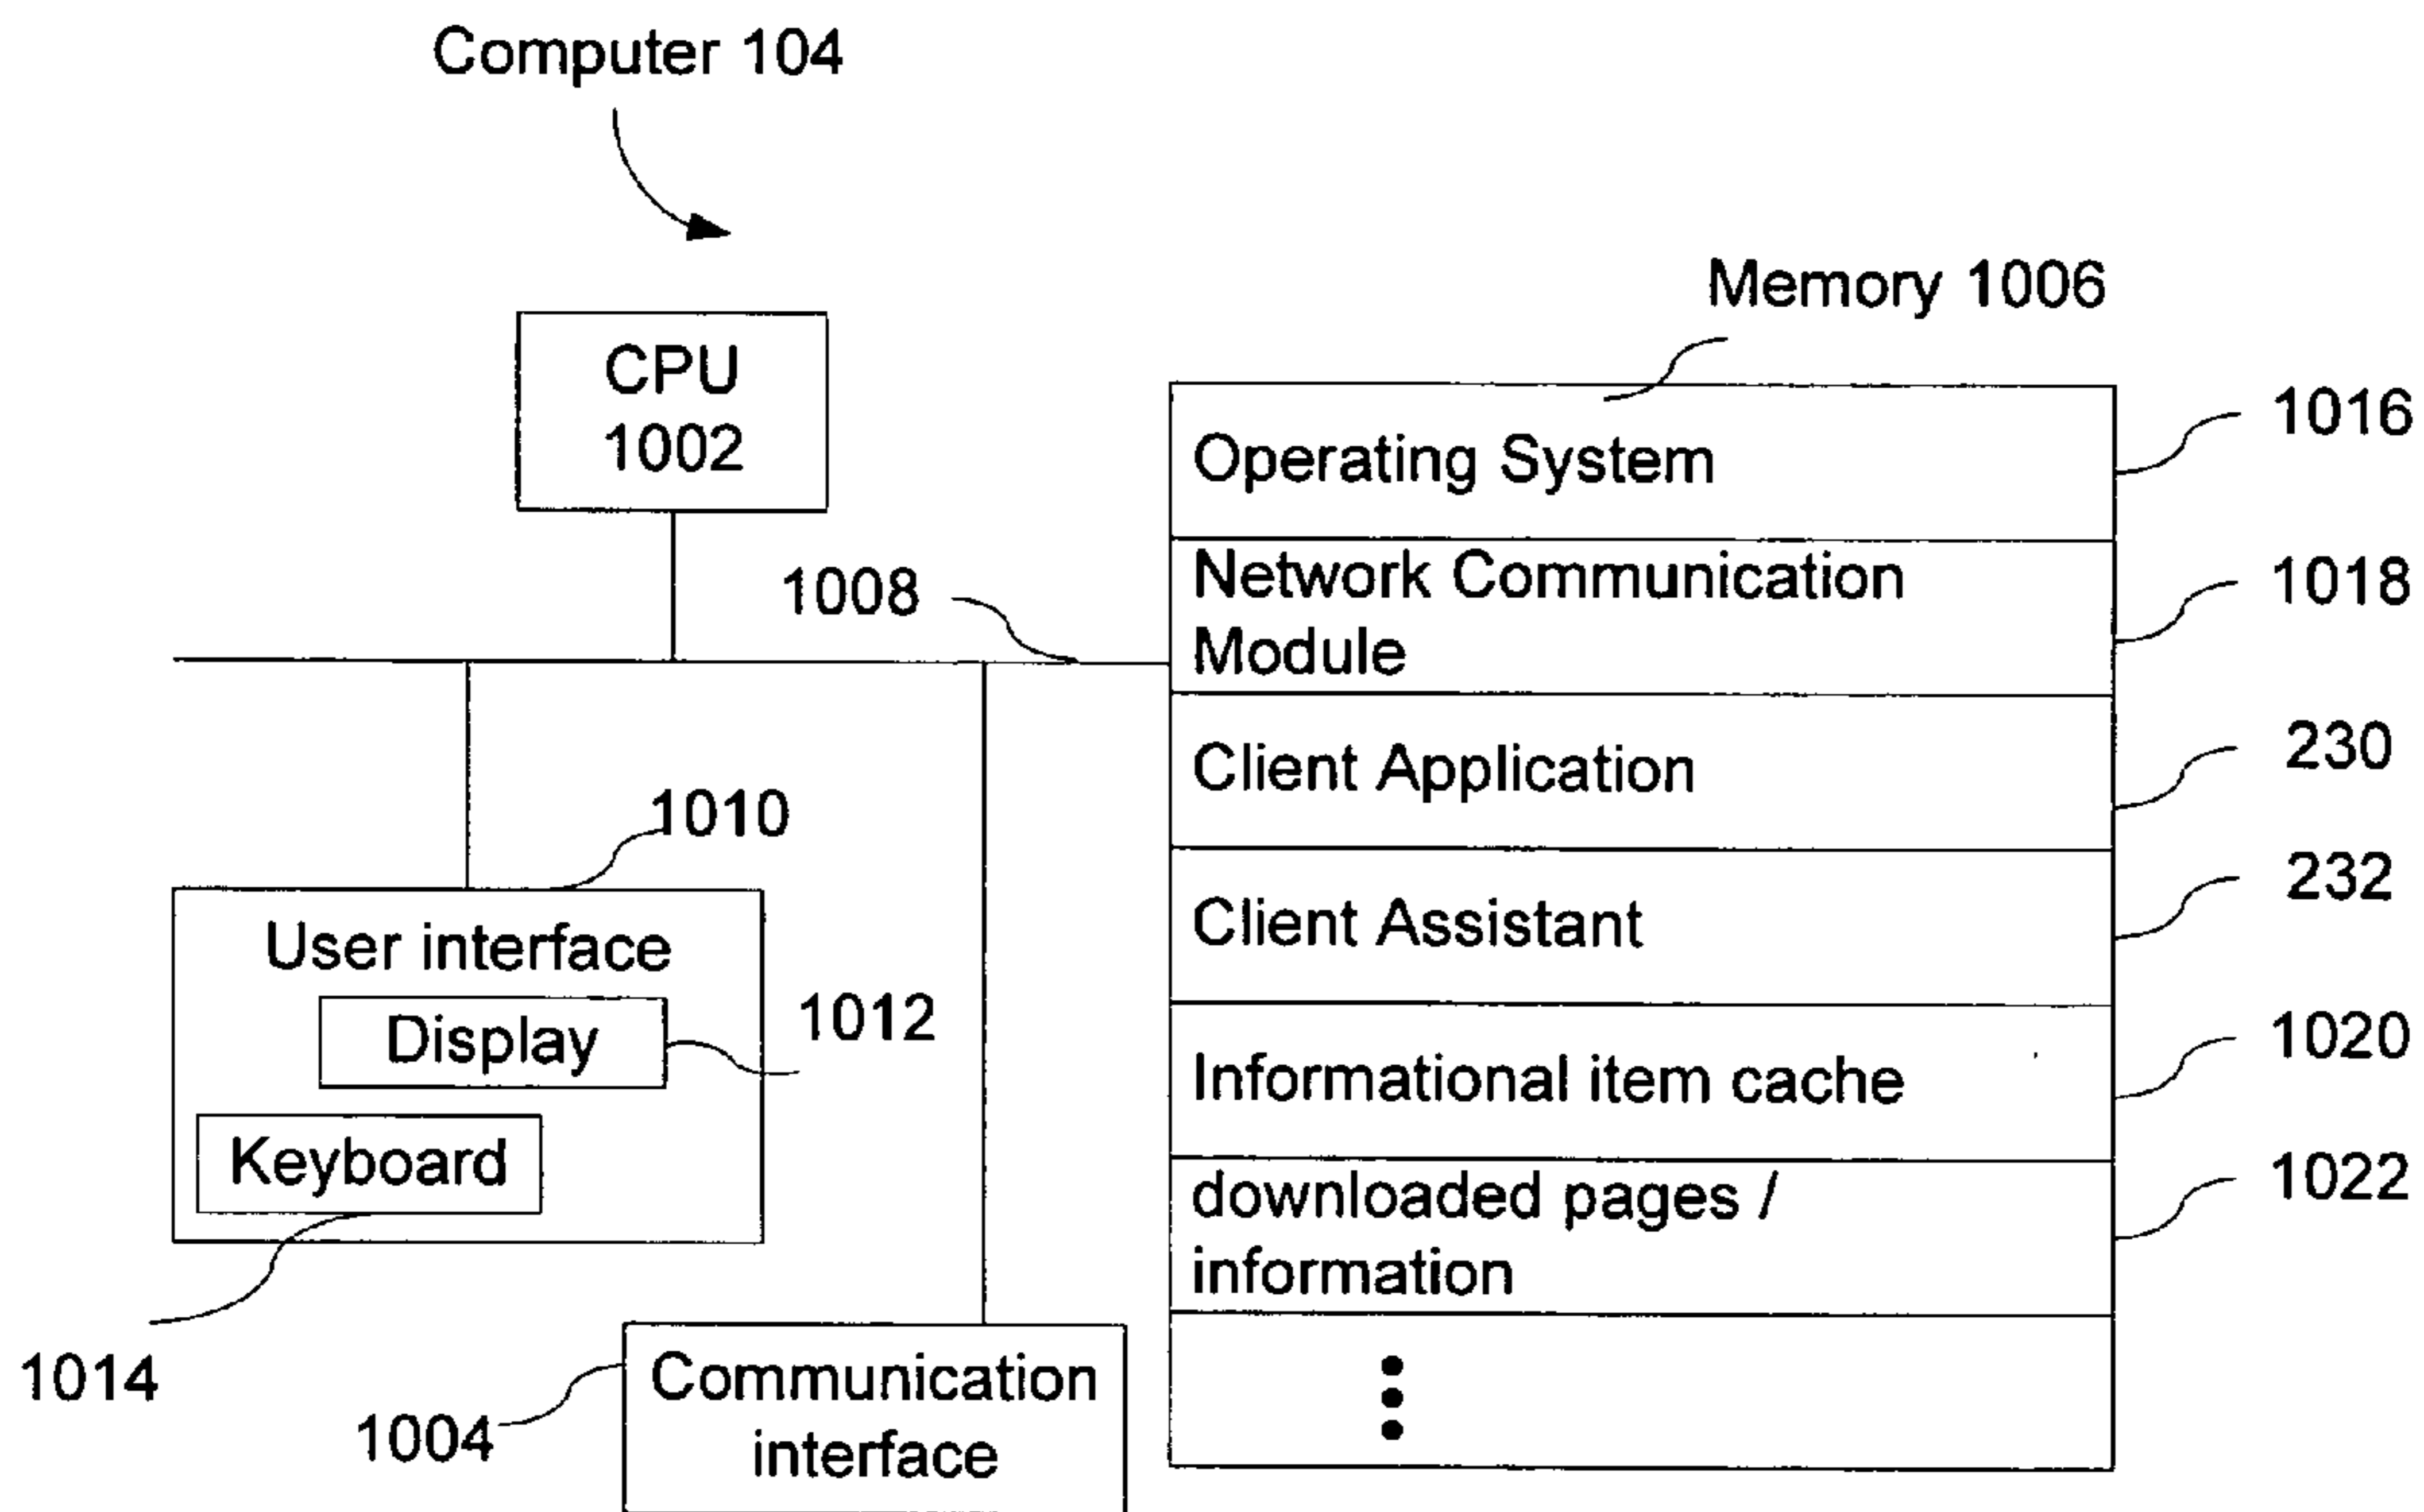 Computer 104
Memory 1006
CPU
1002
1008
1010
User interface
Display
1012
Keyboard
1014
1004
Communication
interface
Operating System
1016
Network Communication
Module
1018
Client Application
230
Client Assistant
232
Informational item cache
1020
downloaded pages /
information
1022